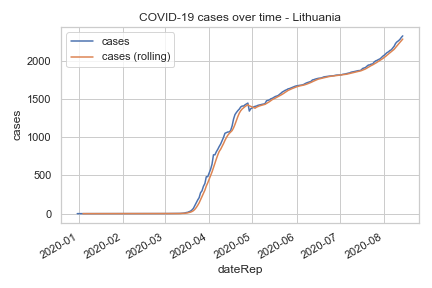 COVID-19 cases over time - Lithuania
cases
cases (rolling)
2000
1500
1000
500
0
cases
2020-01
2020-02
2020-03
2020-04
2020-05
2020-06
2020-07
2020-08
dateRep